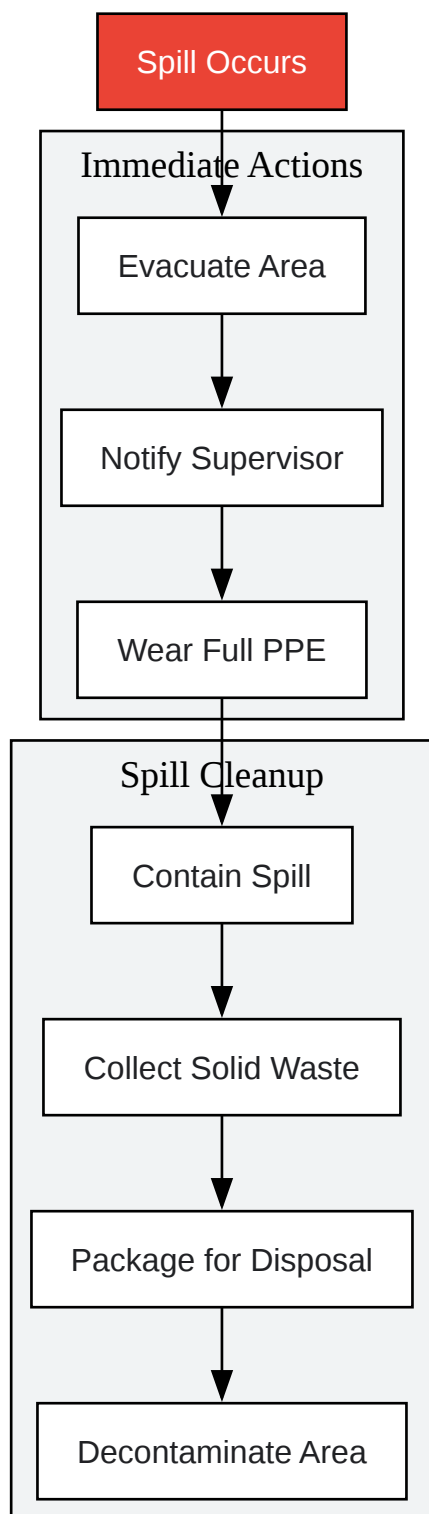 Spill Occurs
Immediate Actions
Evacuate Area
Notify Supervisor
Wear Full PPE
Spill Cleanup
Contain Spill
Collect Solid Waste
Package for Disposal
Decontaminate Area